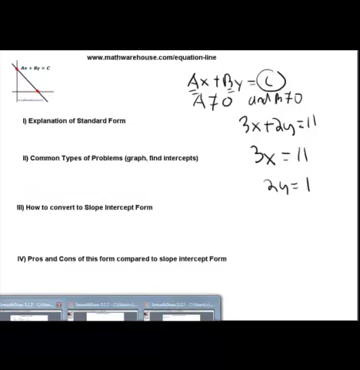 www.mathwarehouse.com/equation-line
Ax + By = C
Ax + By = C
A ≠ 0 and B ≠ 0
I) Explanation of Standard Form
3x + 2y = 11
II) Common Types of Problems (graph, find intercepts)
3x = 11
2y = 1
III) How to convert to Slope Intercept Form
IV) Pros and Cons of this form compared to slope intercept Form